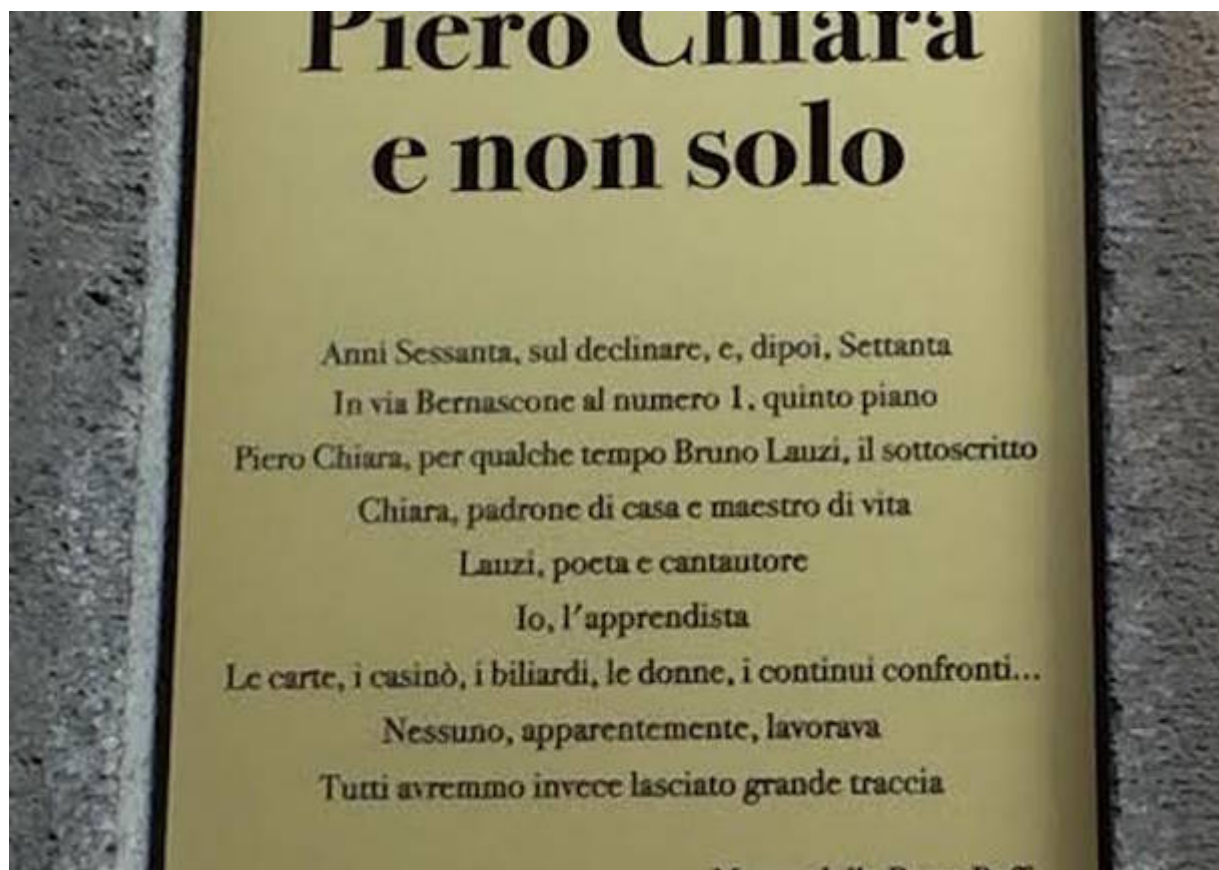 Piero Chiara
e non solo
Anni Sessanta, sul declinare, e, dipoi, Settanta
In via Bernascone al numero 1, quinto piano
Piero Chiara, per qualche tempo Bruno Lauzi, il sottoscritto
Chiara, padrone di casa e maestro di vita
Lauzi, poeta e cantautore
Io, l'apprendista
Le carte, i casinò, i biliardi, le donne, i continui confronti...
Nessuno, apparentemente, lavorava
Tutti avremmo invece lasciato grande traccia